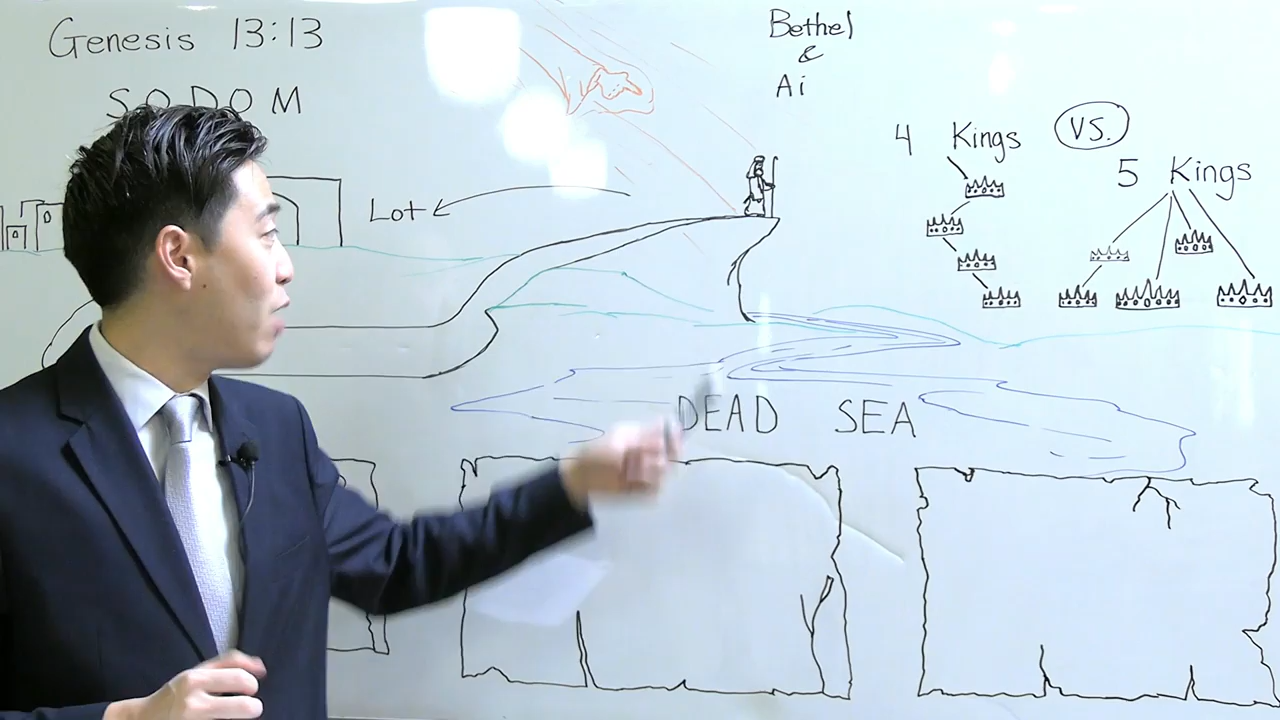 Genesis 13:13
SODOM
Bethel
&
Ai
4 Kings
VS.
5 Kings
Lot
DEAD SEA